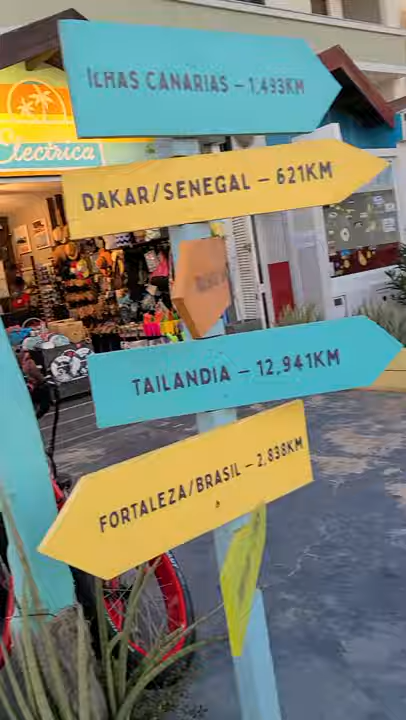 ILHAS CANARIAS – 1,493KM
Electrica
DAKAR/SENEGAL – 621KM
TAILANDIA – 12,941KM
FORTALEZA/BRASIL – 2,838KM